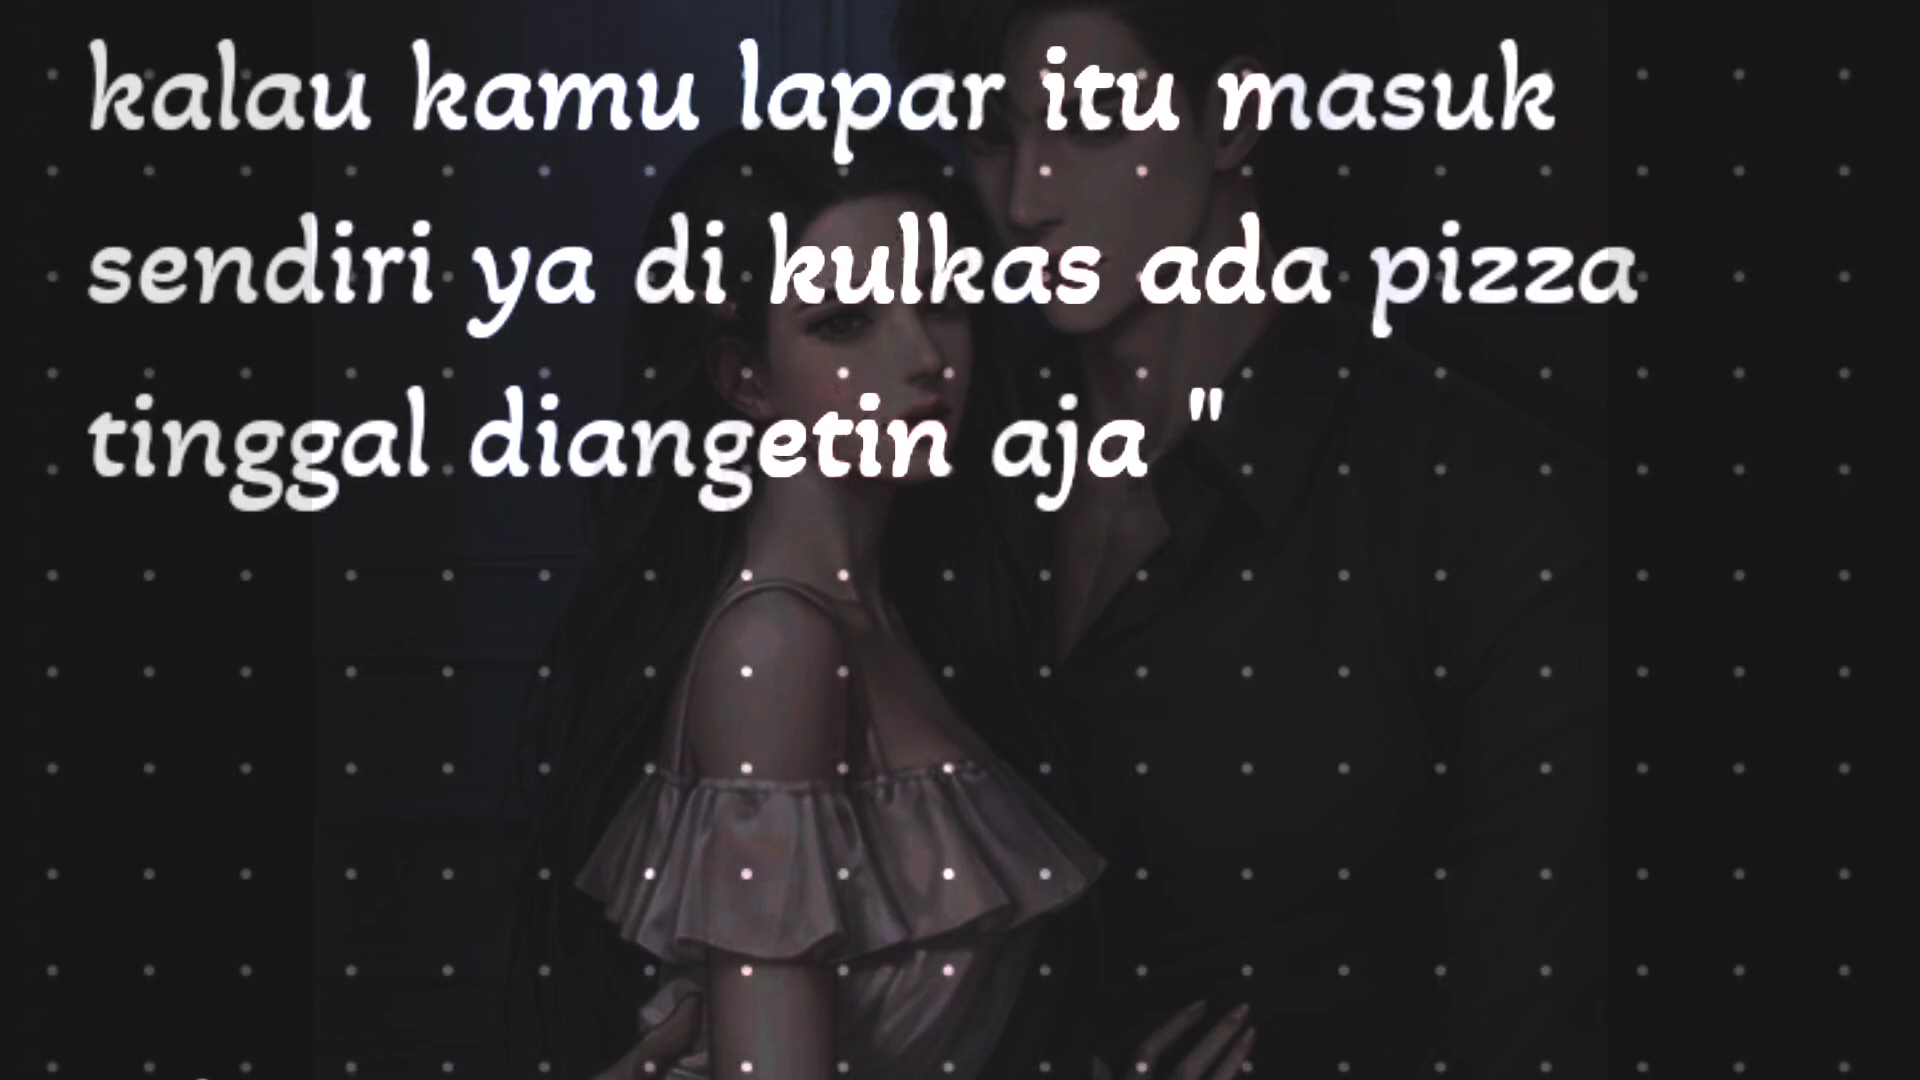 kalau kamu lapar itu masuk
sendiri ya di kulkas ada pizza
tinggal diangetin aja "